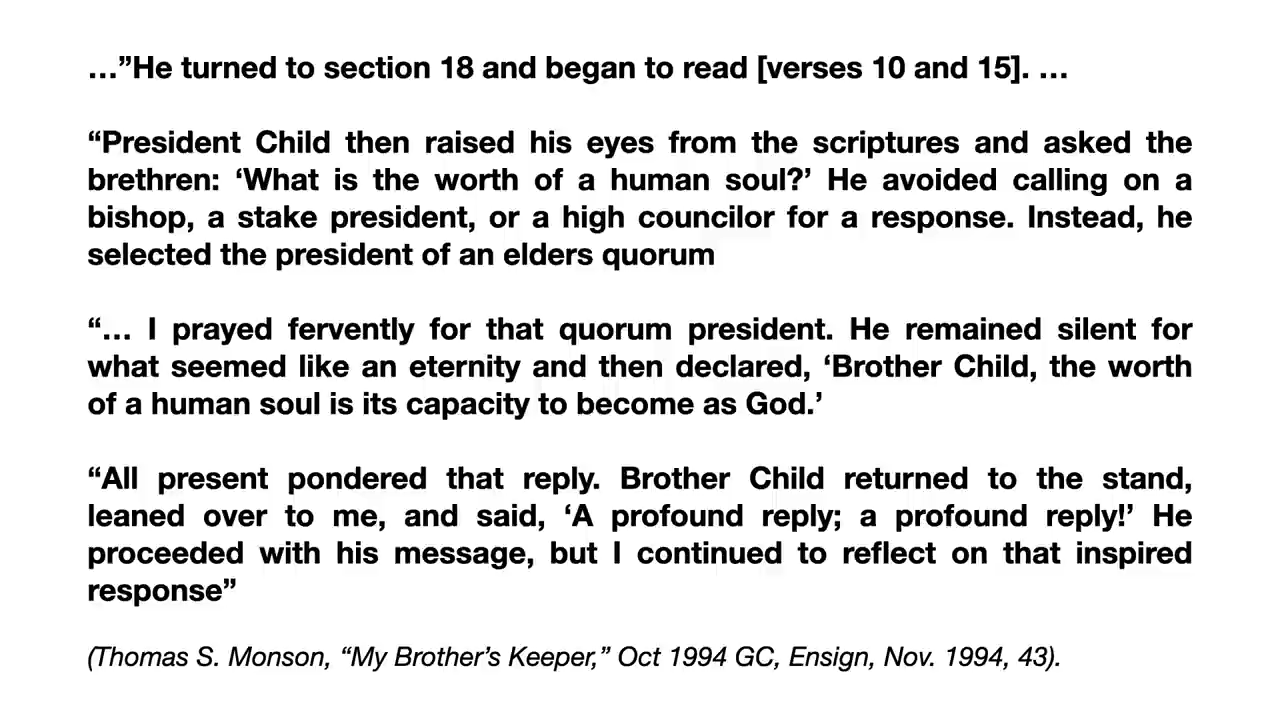 …”He turned to section 18 and began to read [verses 10 and 15]. …
“President Child then raised his eyes from the scriptures and asked the
brethren: ‘What is the worth of a human soul?’ He avoided calling on a
bishop, a stake president, or a high councilor for a response. Instead, he
selected the president of an elders quorum
“… I prayed fervently for that quorum president. He remained silent for
what seemed like an eternity and then declared, ‘Brother Child, the worth
of a human soul is its capacity to become as God.’
“All present pondered that reply. Brother Child returned to the stand,
leaned over to me, and said, ‘A profound reply; a profound reply!’ He
proceeded with his message, but I continued to reflect on that inspired
response”
(Thomas S. Monson, “My Brother’s Keeper,” Oct 1994 GC, Ensign, Nov. 1994, 43).